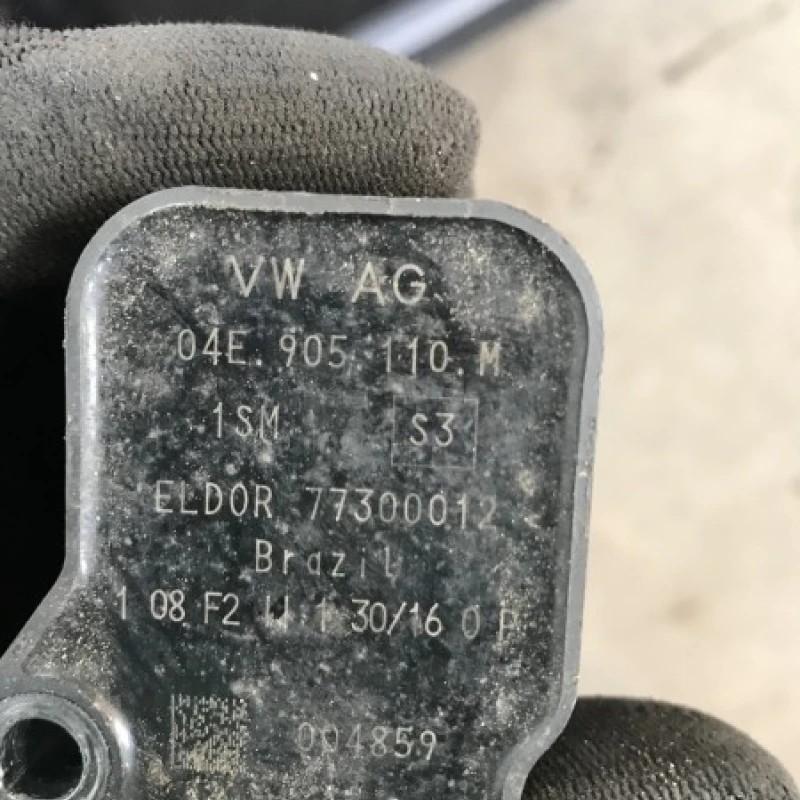 VW AG
04E.905 110.M
1SM S3
ELDOR 77300012
Brazil
1 08 F2 1 30/16 0 P
004859